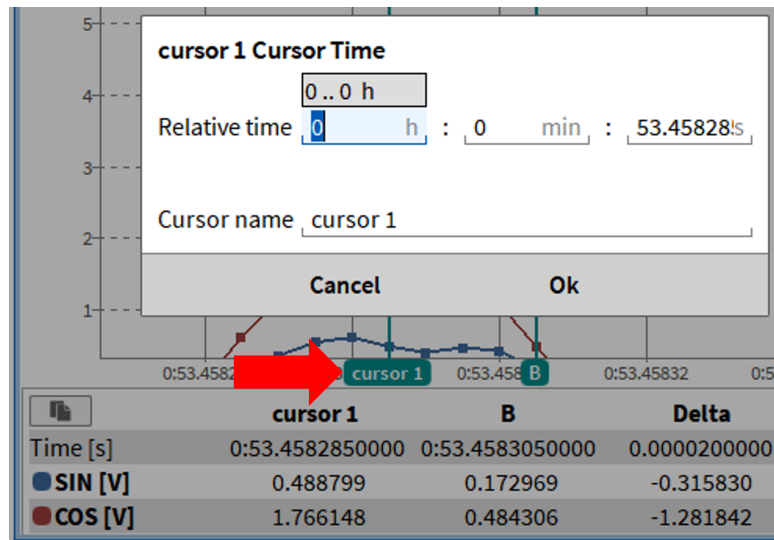 5
cursor 1 Cursor Time
0 .. 0 h
4
Relative time 0 h : 0 min : 53.45828 s
3
Cursor name cursor 1
2
Cancel Ok
1
0:53.4582 cursor 1 0:53.458 B 0:53.45832 0:5
cursor 1 B Delta
Time [s] 0:53.4582850000 0:53.4583050000 0.0000200000
SIN [V] 0.488799 0.172969 -0.315830
COS [V] 1.766148 0.484306 -1.281842